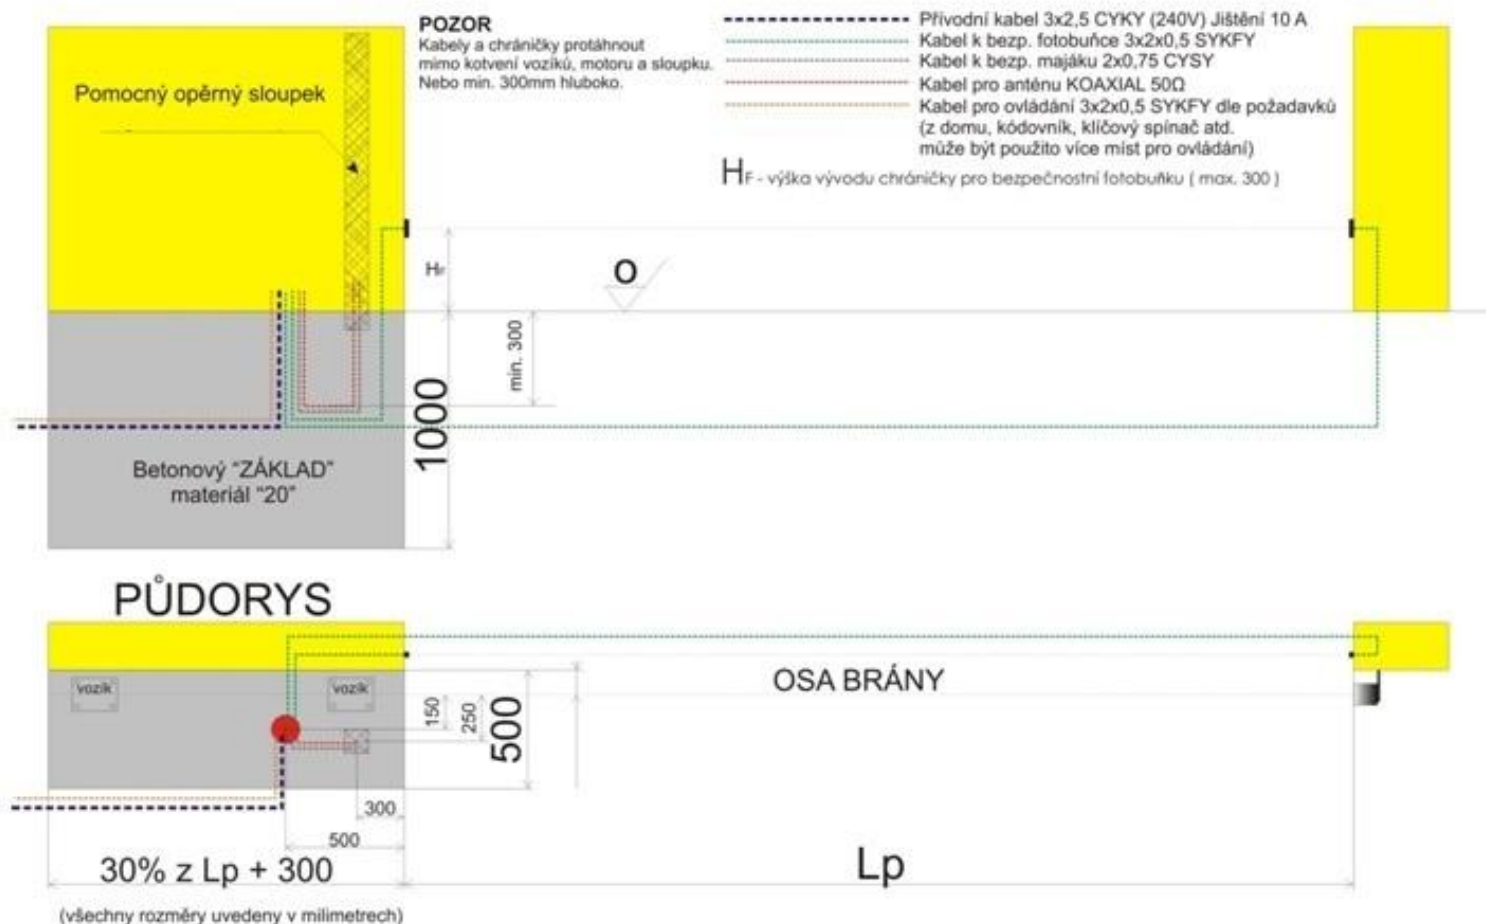 POZOR
Kabely a chráničky protáhnout
mimo kotvení vozíků, motoru a sloupku.
Nebo min. 300mm hluboko.
Přívodní kabel 3x2,5 CYKY (240V) Jištění 10 A
Kabel k bezp. fotobuňce 3x2x0,5 SYKFY
Kabel k bezp. majáku 2x0,75 CYSY
Kabel pro anténu KOAXIAL 50Ω
Kabel pro ovládání 3x2x0,5 SYKFY dle požadavků
(z domu, kódovník, klíčový spínač atd.
může být použito více míst pro ovládání)
HF - výška vývodu chráničky pro bezpečnostní fotobuňku ( max. 300 )
Pomocný opěrný sloupek
HF
O
min. 300
1000
Betonový "ZÁKLAD"
materiál "20"
PŮDORYS
vozík
vozík
OSA BRÁNY
150
250
500
300
500
30% z Lp + 300
Lp
(všechny rozměry uvedeny v milimetrech)